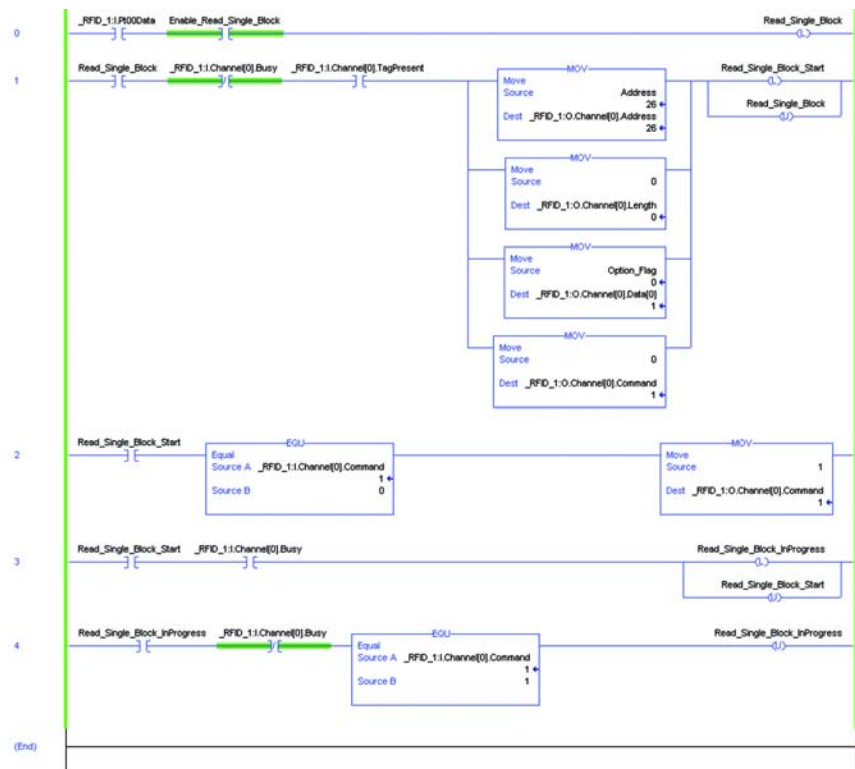 _RFID_1:I.Pt00Data Enable_Read_Single_Block Read_Single_Block
0
(L)
Read_Single_Block _RFID_1:I.Channel[0].Busy _RFID_1:I.Channel[0].TagPresent MOV Read_Single_Block_Start
1
Move
(L)
Source Address
26
Read_Single_Block
Dest _RFID_1:O.Channel[0].Address
(U)
26
MOV
Move
Source 0
Dest _RFID_1:O.Channel[0].Length
0
MOV
Move
Source Option_Flag
0
Dest _RFID_1:O.Channel[0].Data[0]
1
MOV
Move
Source 0
Dest _RFID_1:O.Channel[0].Command
1
Read_Single_Block_Start EQU MOV
2
Equal Move
Source A _RFID_1:I.Channel[0].Command Source 1
1
Source B 0 Dest _RFID_1:O.Channel[0].Command
1
Read_Single_Block_Start _RFID_1:I.Channel[0].Busy Read_Single_Block_InProgress
3
(L)
Read_Single_Block_Start
(U)
Read_Single_Block_InProgress _RFID_1:I.Channel[0].Busy EQU Read_Single_Block_InProgress
4
Equal
(U)
Source A _RFID_1:I.Channel[0].Command
1
Source B 1
(End)